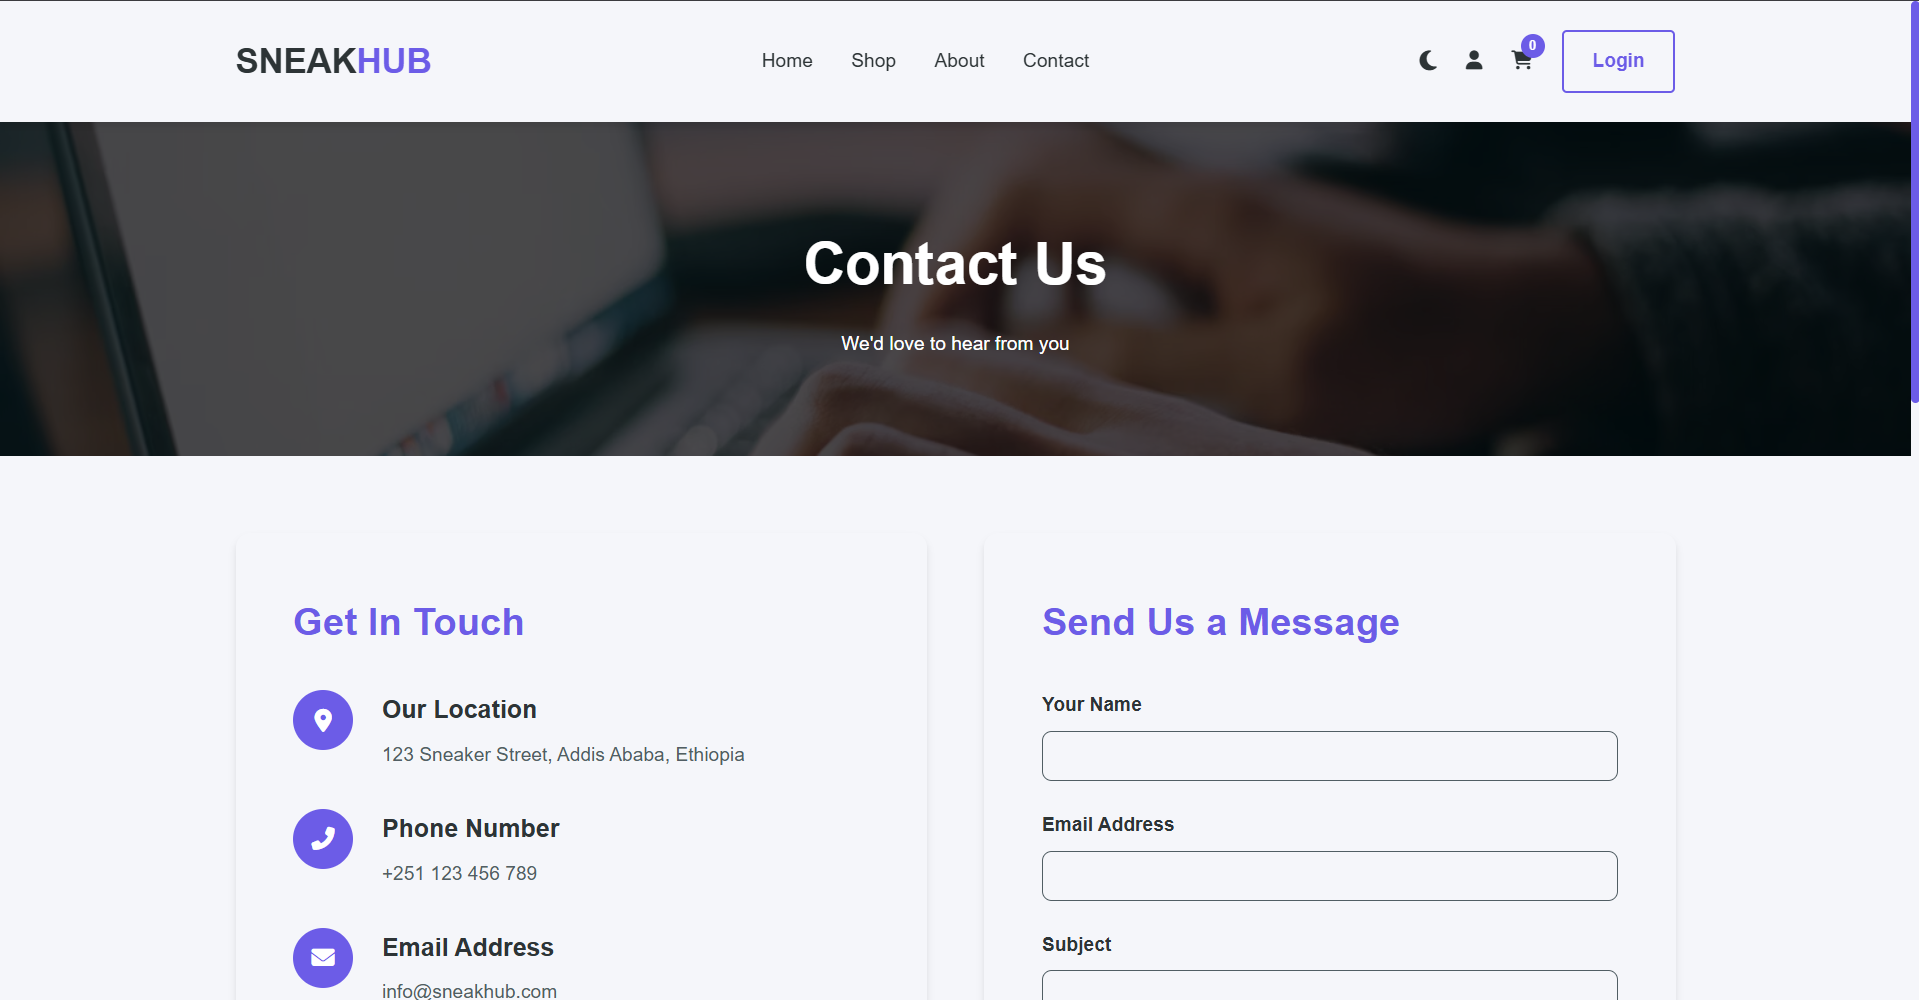 SNEAKHUB
Home Shop About Contact
0
Login
Contact Us
We'd love to hear from you
Get In Touch
Our Location
123 Sneaker Street, Addis Ababa, Ethiopia
Phone Number
+251 123 456 789
Email Address
info@sneakhub.com
Send Us a Message
Your Name
Email Address
Subject